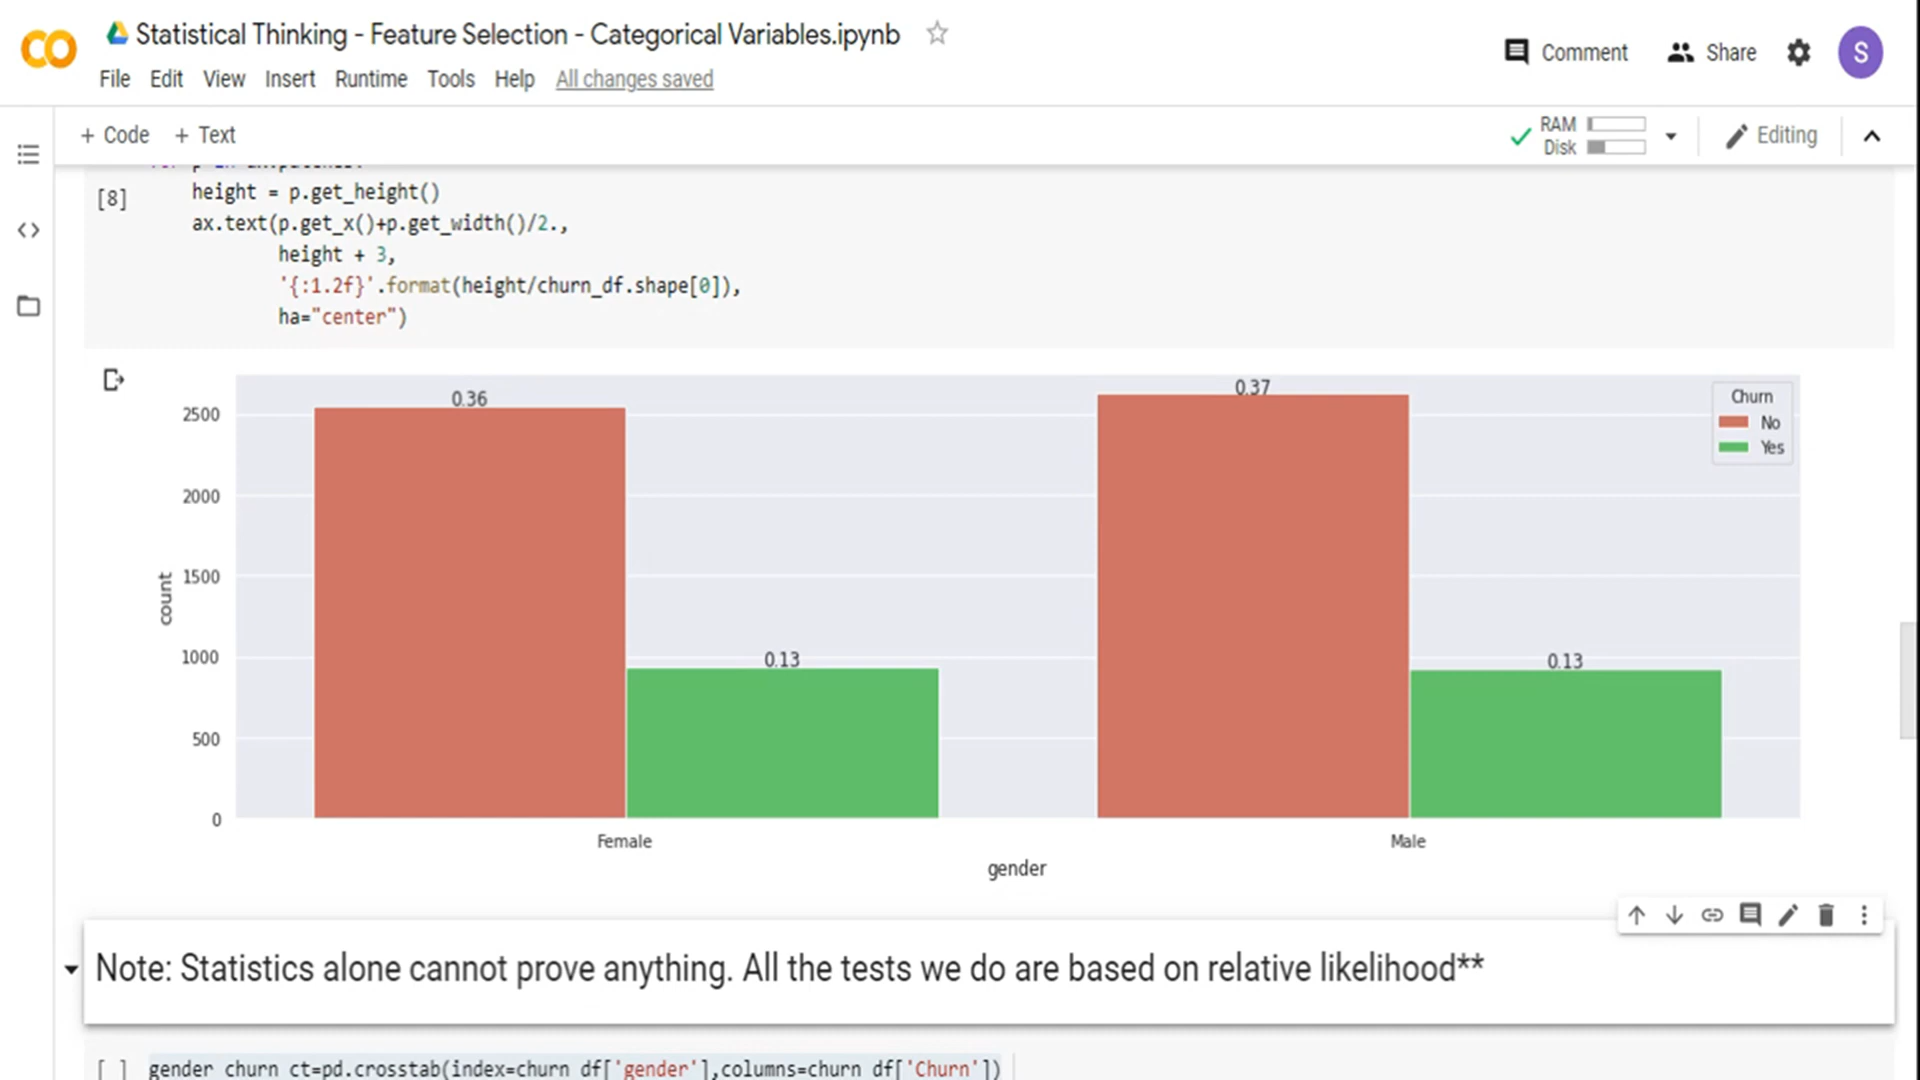 Statistical Thinking - Feature Selection - Categorical Variables.ipynb
Comment Share S
File Edit View Insert Runtime Tools Help All changes saved
+ Code + Text
RAM
Disk
Editing
[8]
height = p.get_height()
ax.text(p.get_x()+p.get_width()/2.,
height + 3,
'{:1.2f}'.format(height/churn_df.shape[0]),
ha="center")
0.36
0.37
0.13
0.13
Churn
No
Yes
2500
2000
1500
1000
500
0
count
Female
Male
gender
Note: Statistics alone cannot prove anything. All the tests we do are based on relative likelihood**
[ ] gender_churn_ct=pd.crosstab(index=churn_df['gender'],columns=churn_df['Churn'])